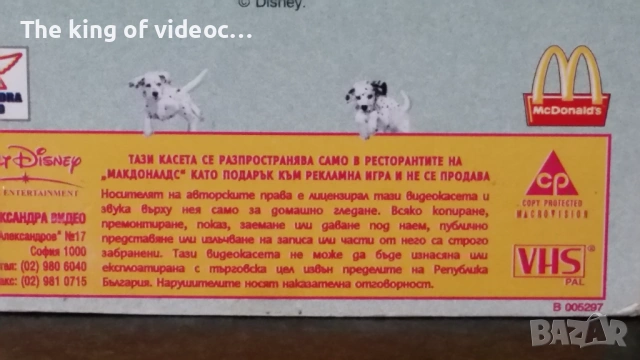 The king of videoc...
© Disney.
McDonald's
Disney
ENTERTAINMENT
ТАЗИ КАСЕТА СЕ РАЗПРОСТРАНЯВА САМО В РЕСТОРАНТИТЕ НА
„МАКДОНАЛДС" КАТО ПОДАРЪК КЪМ РЕКЛАМНА ИГРА И НЕ СЕ ПРОДАВА
Носителят на авторските права е лицензирал тази видеокасета и
звука върху нея само за домашно гледане. Всяко копиране,
премонтиране, показ, заемане или даване под наем, публично
представяне или излъчване на записа или части от него са строго
забранени. Тази видеокасета не може да бъде изнасяна или
експлоатирана с търговска цел извън пределите на Република
България. Нарушителите носят наказателна отговорност.
КСАНДРА ВИДЕО
Александров" №17
София 1000
(02) 980 6040
(02) 981 0715
cp
COPY PROTECTED
MACROVISION
VHS
PAL
B 005297
BAZAR